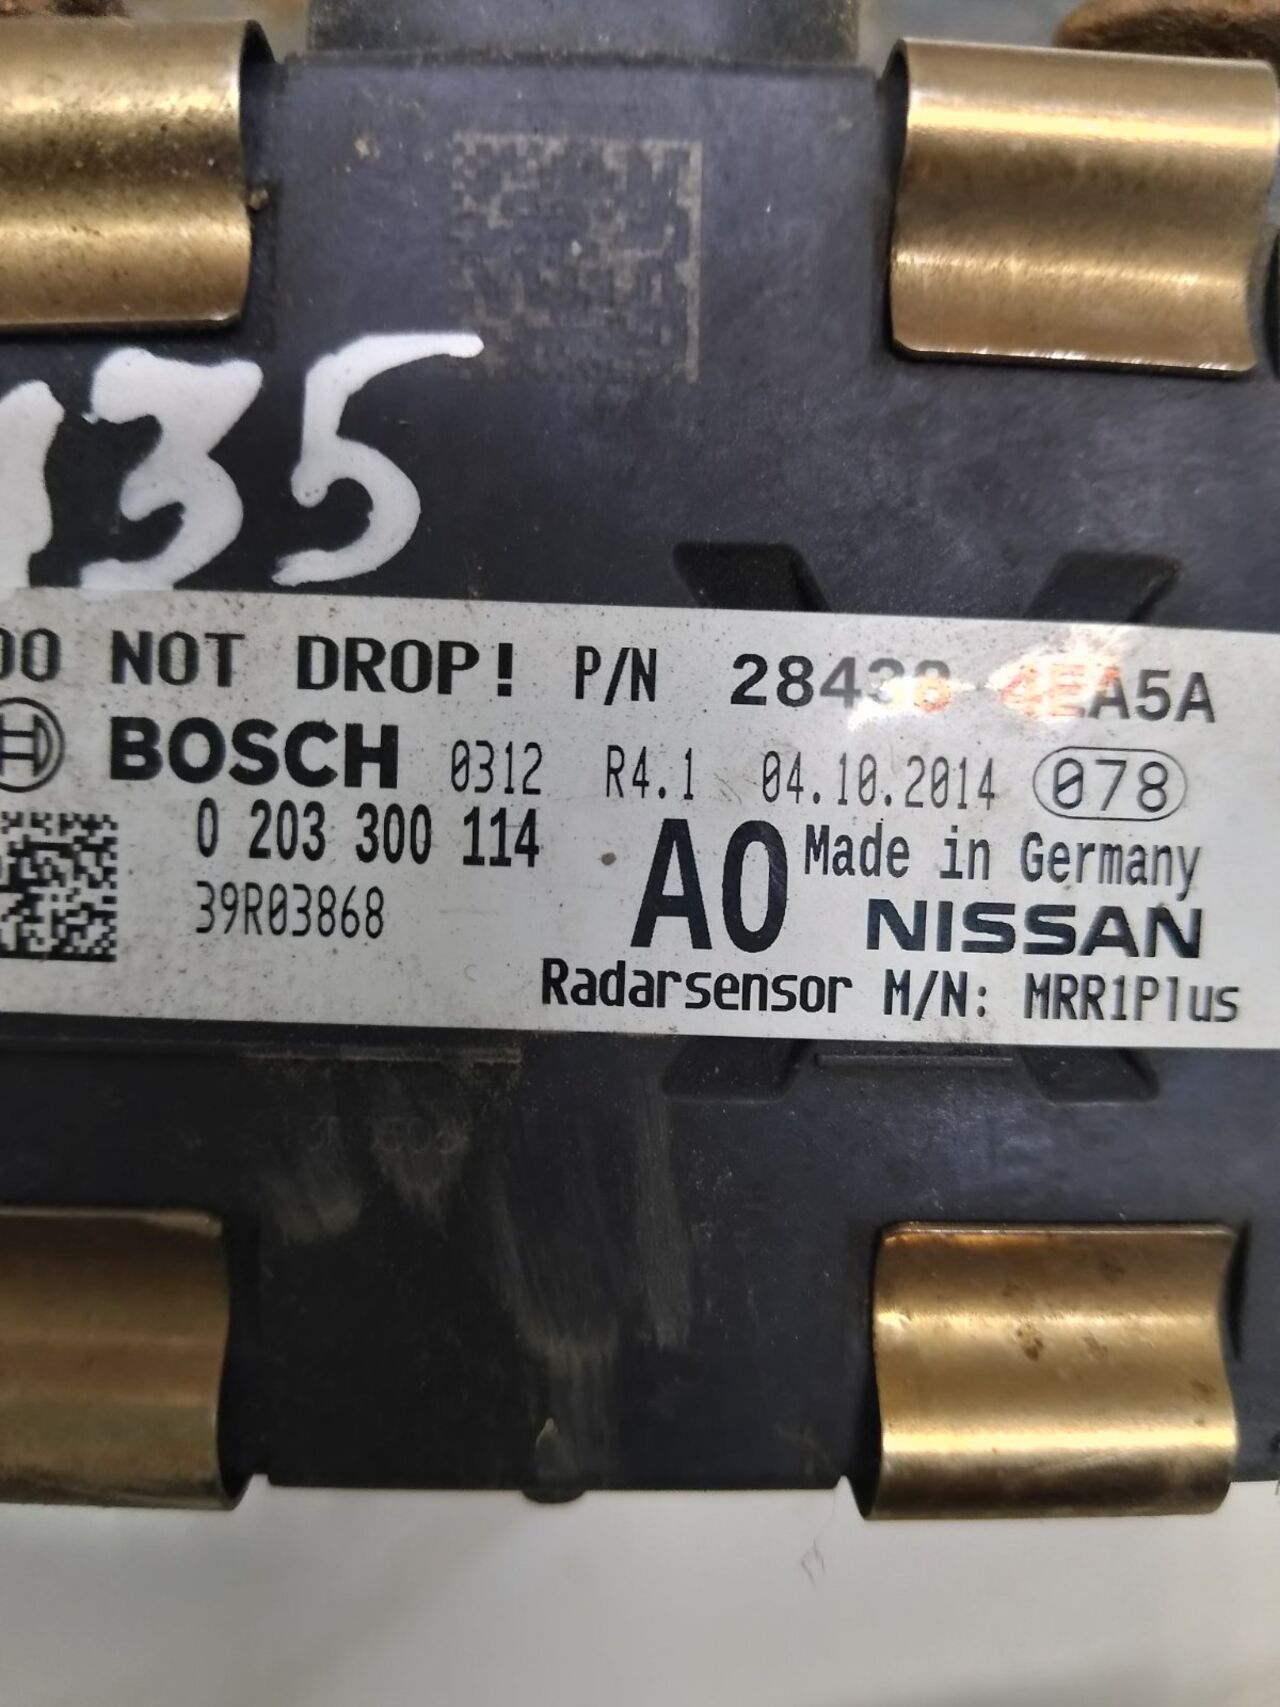 135
DO NOT DROP! P/N 28438 4EA5A
BOSCH 0312 R4.1 04.10.2014 078
0 203 300 114 A0 Made in Germany
39R03868 NISSAN
Radarsensor M/N: MRR1Plus